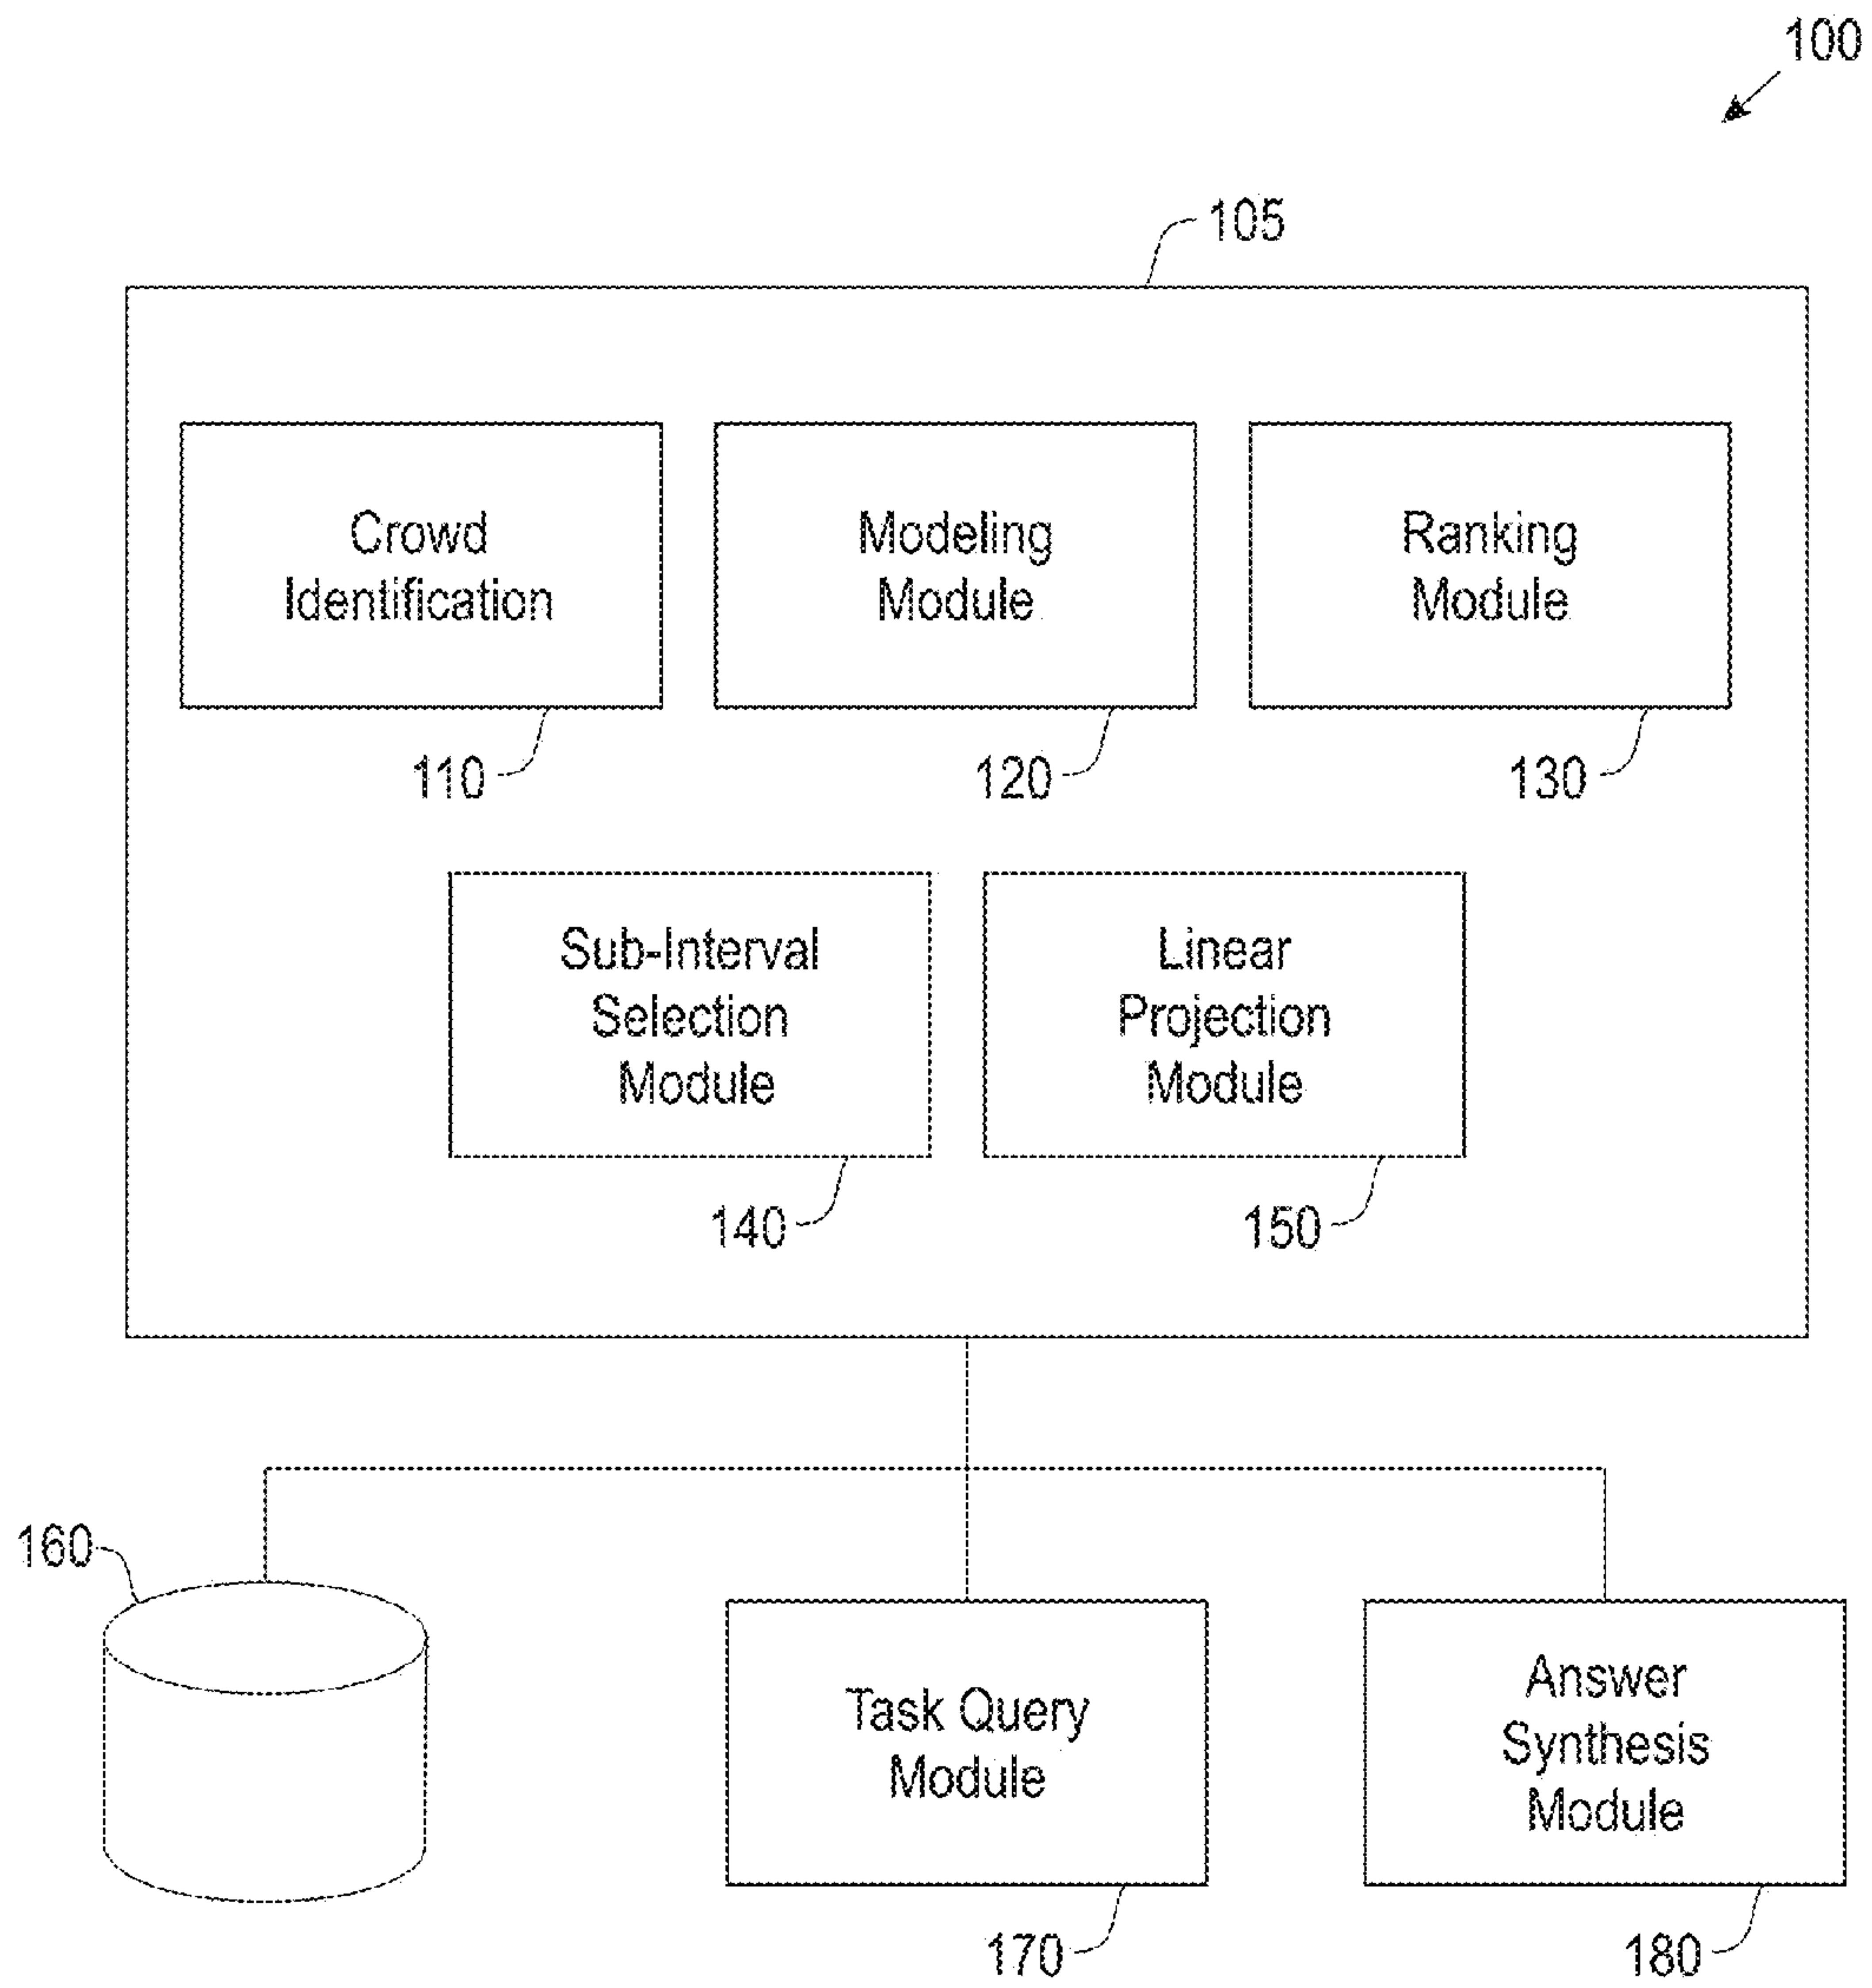 100
105
Crowd
Identification
110
Modeling
Module
120
Ranking
Module
130
Sub-Interval
Selection
Module
140
Linear
Projection
Module
150
160
Task Query
Module
170
Answer
Synthesis
Module
180